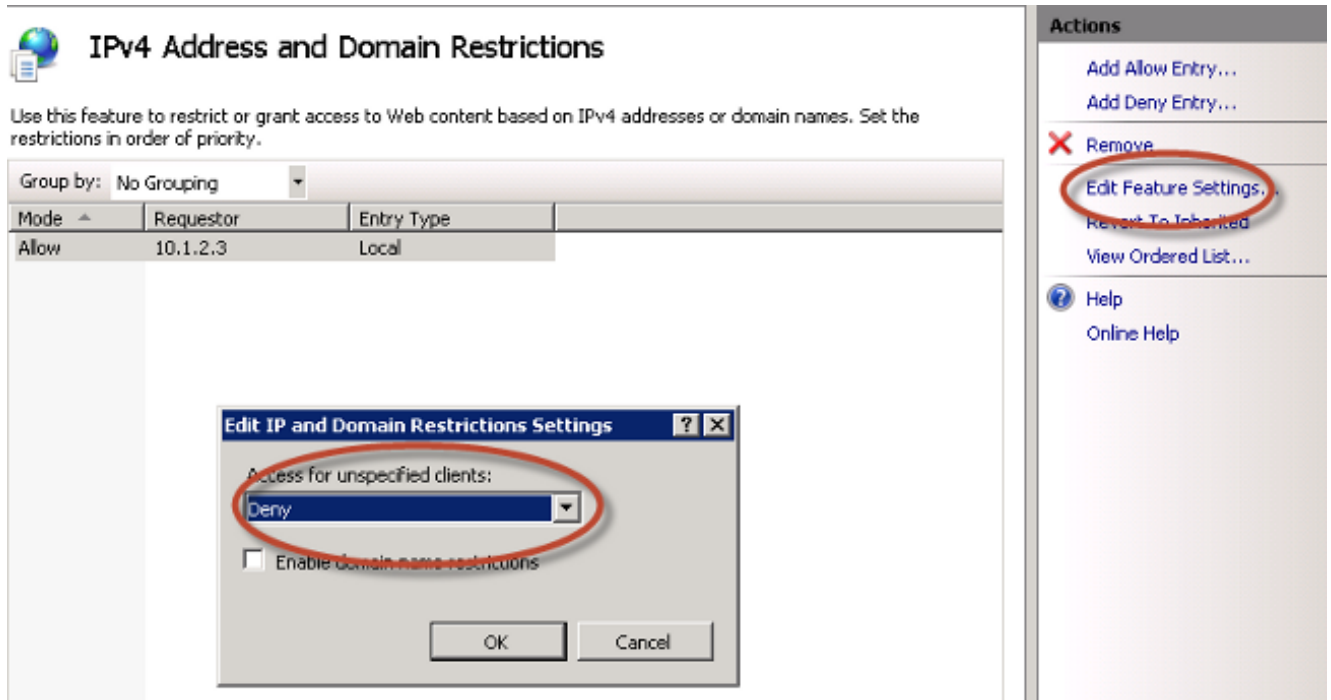 IPv4 Address and Domain Restrictions
Use this feature to restrict or grant access to Web content based on IPv4 addresses or domain names. Set the
restrictions in order of priority.
Group by: No Grouping
Mode Requestor Entry Type
Allow 10.1.2.3 Local
Edit IP and Domain Restrictions Settings
Access for unspecified clients:
Deny
Enable domain name restrictions
OK Cancel
Actions
Add Allow Entry...
Add Deny Entry...
Remove
Edit Feature Settings...
Revert To Inherited
View Ordered List...
Help
Online Help